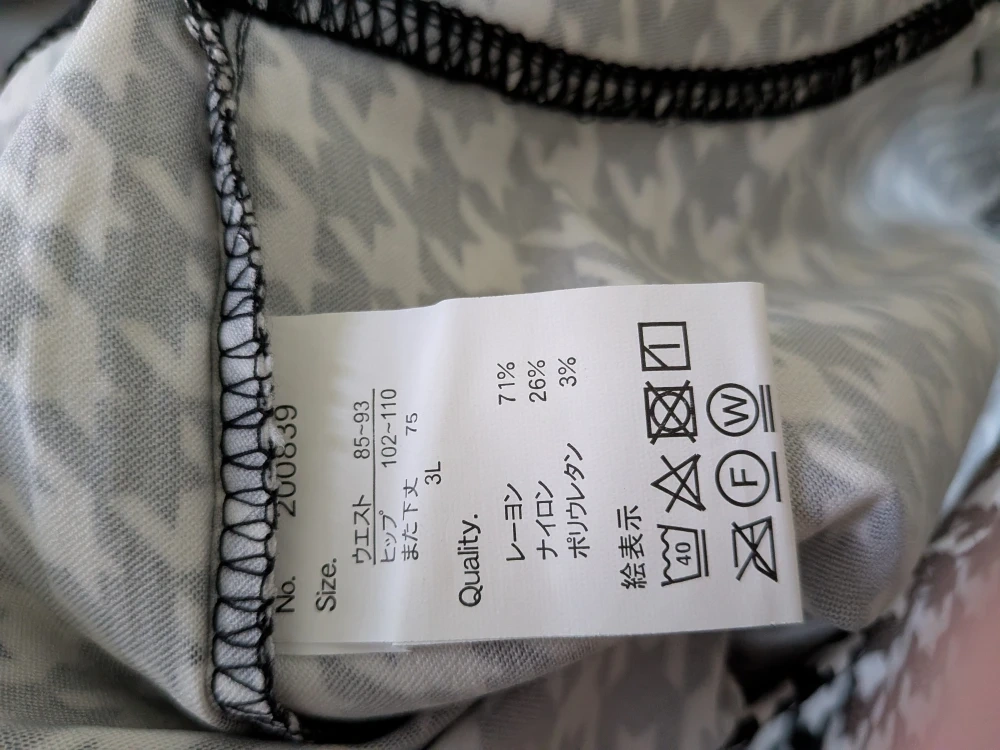 No. 200839
Size.
ウエスト 85~93
ヒップ 102~110
また下丈 75
3L
Quality.
レーヨン 71%
ナイロン 26%
ポリウレタン 3%
絵表示
40
F W